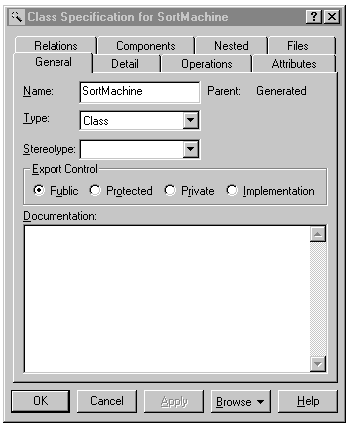 Class Specification for SortMachine
Relations Components Nested Files
General Detail Operations Attributes
Name: SortMachine Parent: Generated
Type: Class
Stereotype:
Export Control
Public Protected Private Implementation
Documentation:
OK Cancel Apply Browse Help